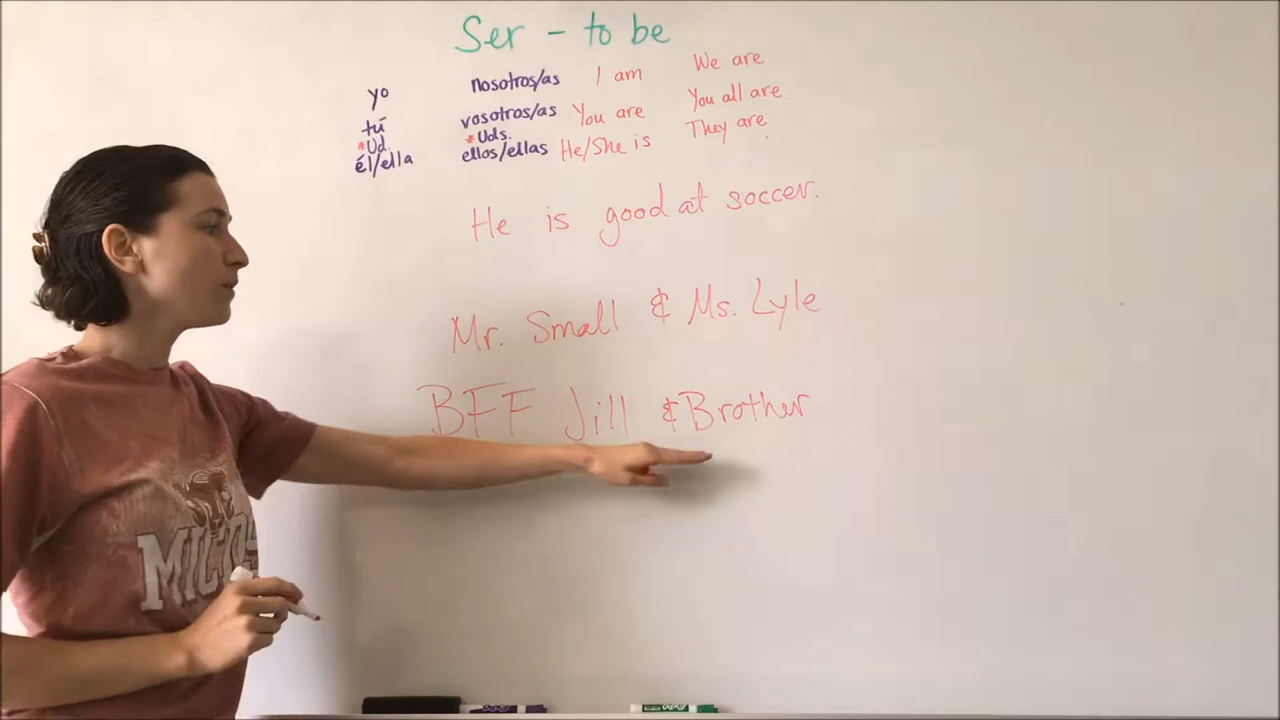 Ser - to be
yo nosotros/as I am We are
tú vosotros/as You are You all are
*Ud. *Uds.
él/ella ellos/ellas He/She is They are
He is good at soccer.
Mr. Small & Ms. Lyle
BFF Jill & Brother